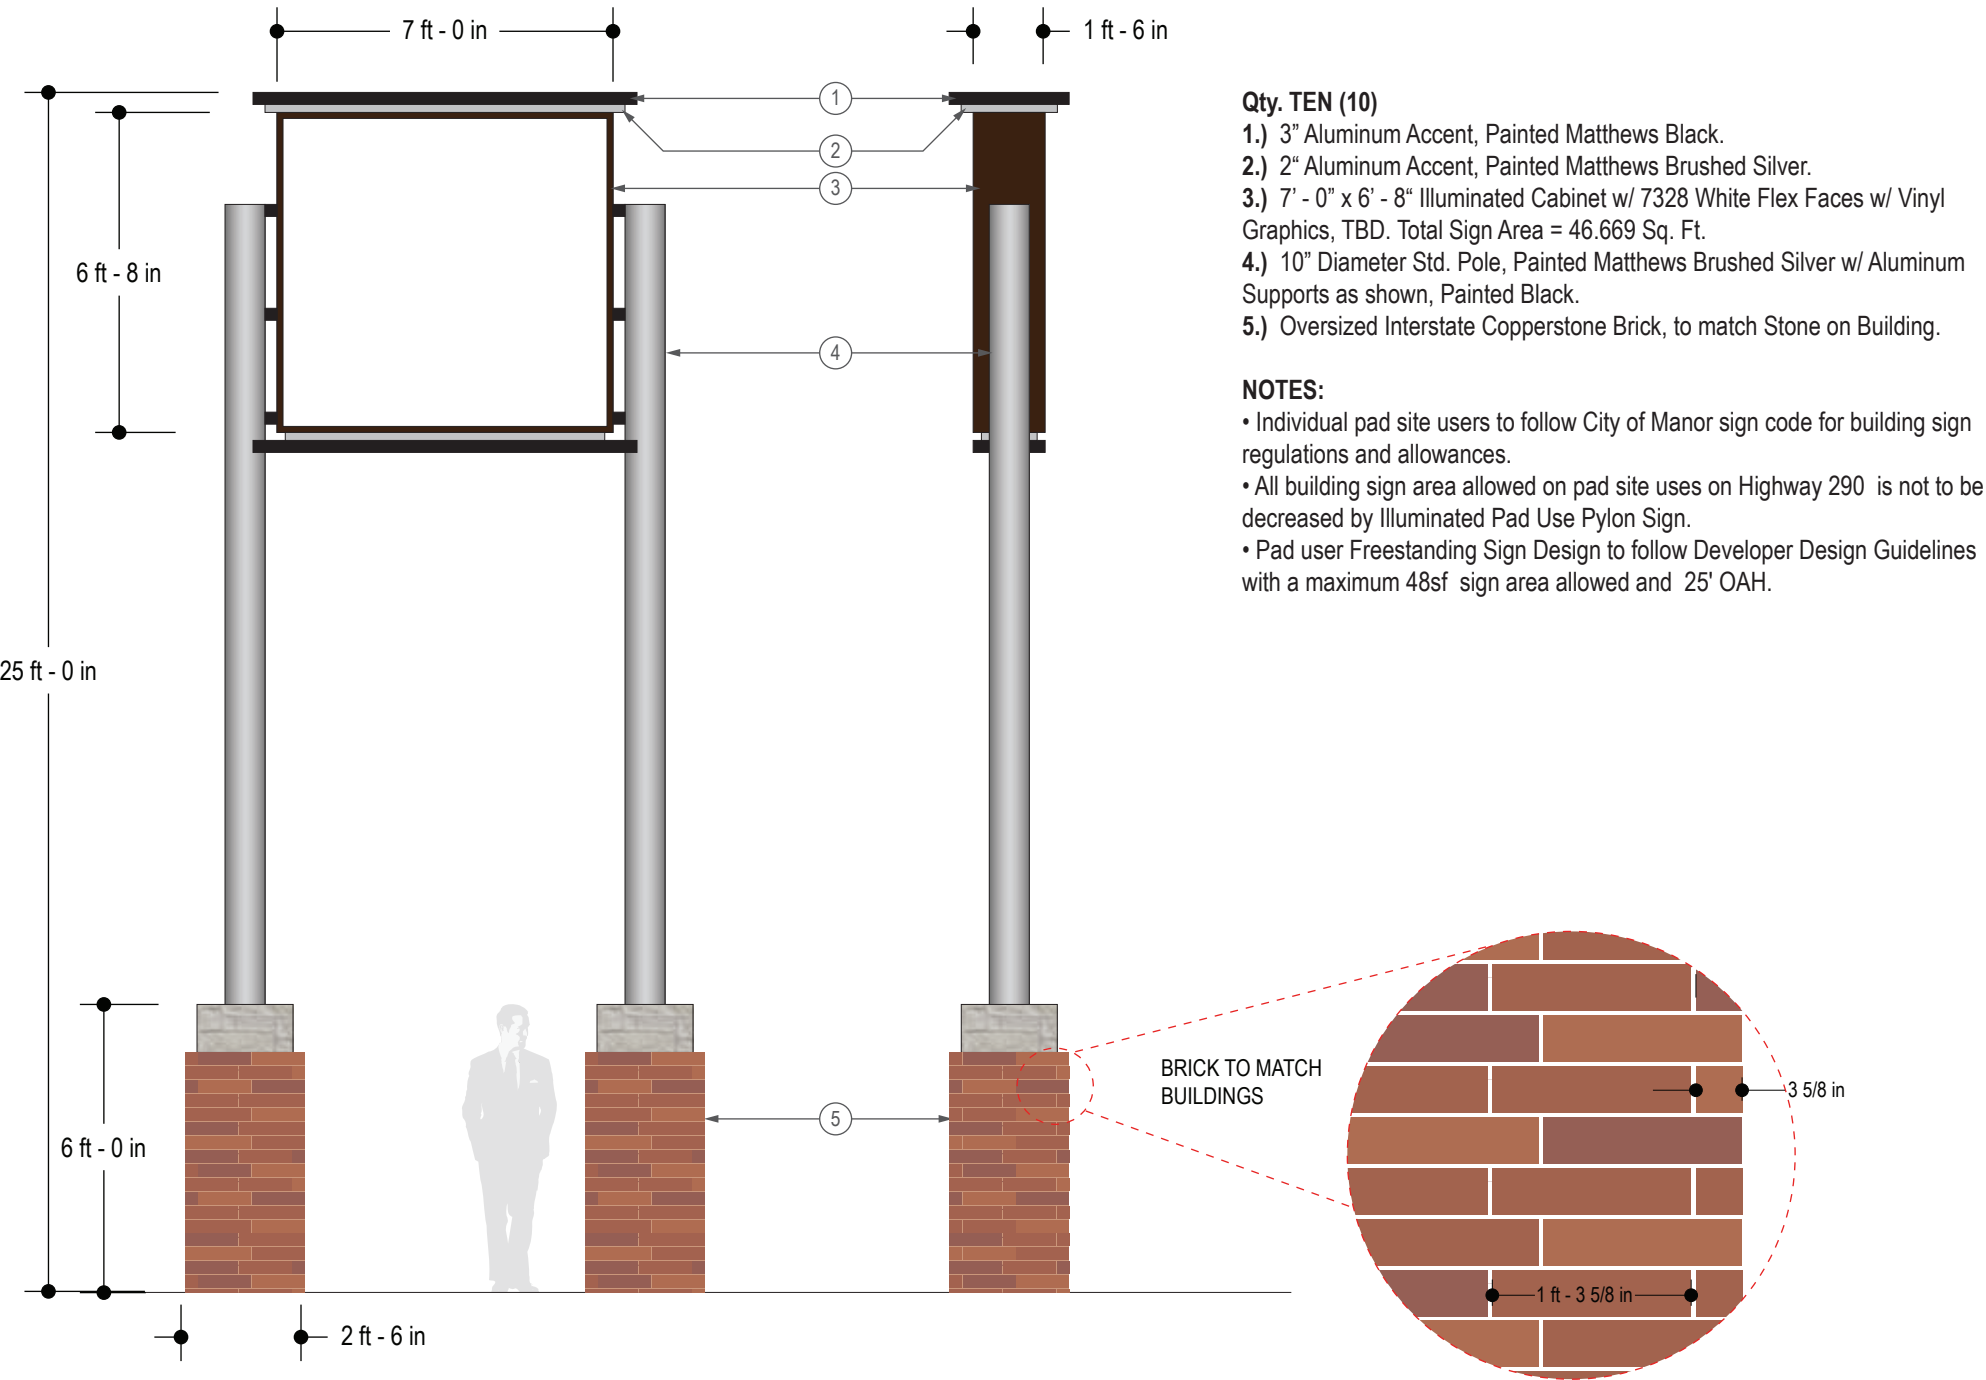 7 ft - 0 in
1 ft - 6 in
1
2
3
4
5
6 ft - 8 in
25 ft - 0 in
6 ft - 0 in
2 ft - 6 in
Qty. TEN (10)
1.) 3” Aluminum Accent, Painted Matthews Black.
2.) 2“ Aluminum Accent, Painted Matthews Brushed Silver.
3.) 7’ - 0” x 6’ - 8“ Illuminated Cabinet w/ 7328 White Flex Faces w/ Vinyl
Graphics, TBD. Total Sign Area = 46.669 Sq. Ft.
4.) 10” Diameter Std. Pole, Painted Matthews Brushed Silver w/ Aluminum
Supports as shown, Painted Black.
5.) Oversized Interstate Copperstone Brick, to match Stone on Building.
NOTES:
• Individual pad site users to follow City of Manor sign code for building sign
regulations and allowances.
• All building sign area allowed on pad site uses on Highway 290 is not to be
decreased by Illuminated Pad Use Pylon Sign.
• Pad user Freestanding Sign Design to follow Developer Design Guidelines
with a maximum 48sf sign area allowed and 25' OAH.
BRICK TO MATCH
BUILDINGS
3 5/8 in
1 ft - 3 5/8 in